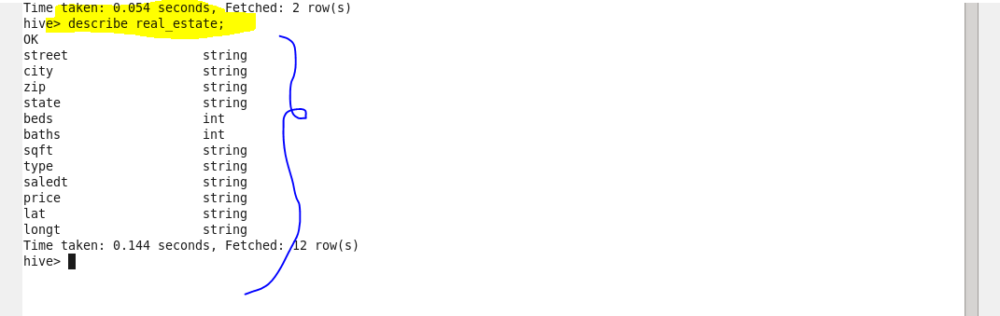 Time taken: 0.054 seconds, Fetched: 2 row(s)
hive> describe real_estate;
OK
street string
city string
zip string
state string
beds int
baths int
sqft string
type string
saledt string
price string
lat string
longt string
Time taken: 0.144 seconds, Fetched: 12 row(s)
hive>